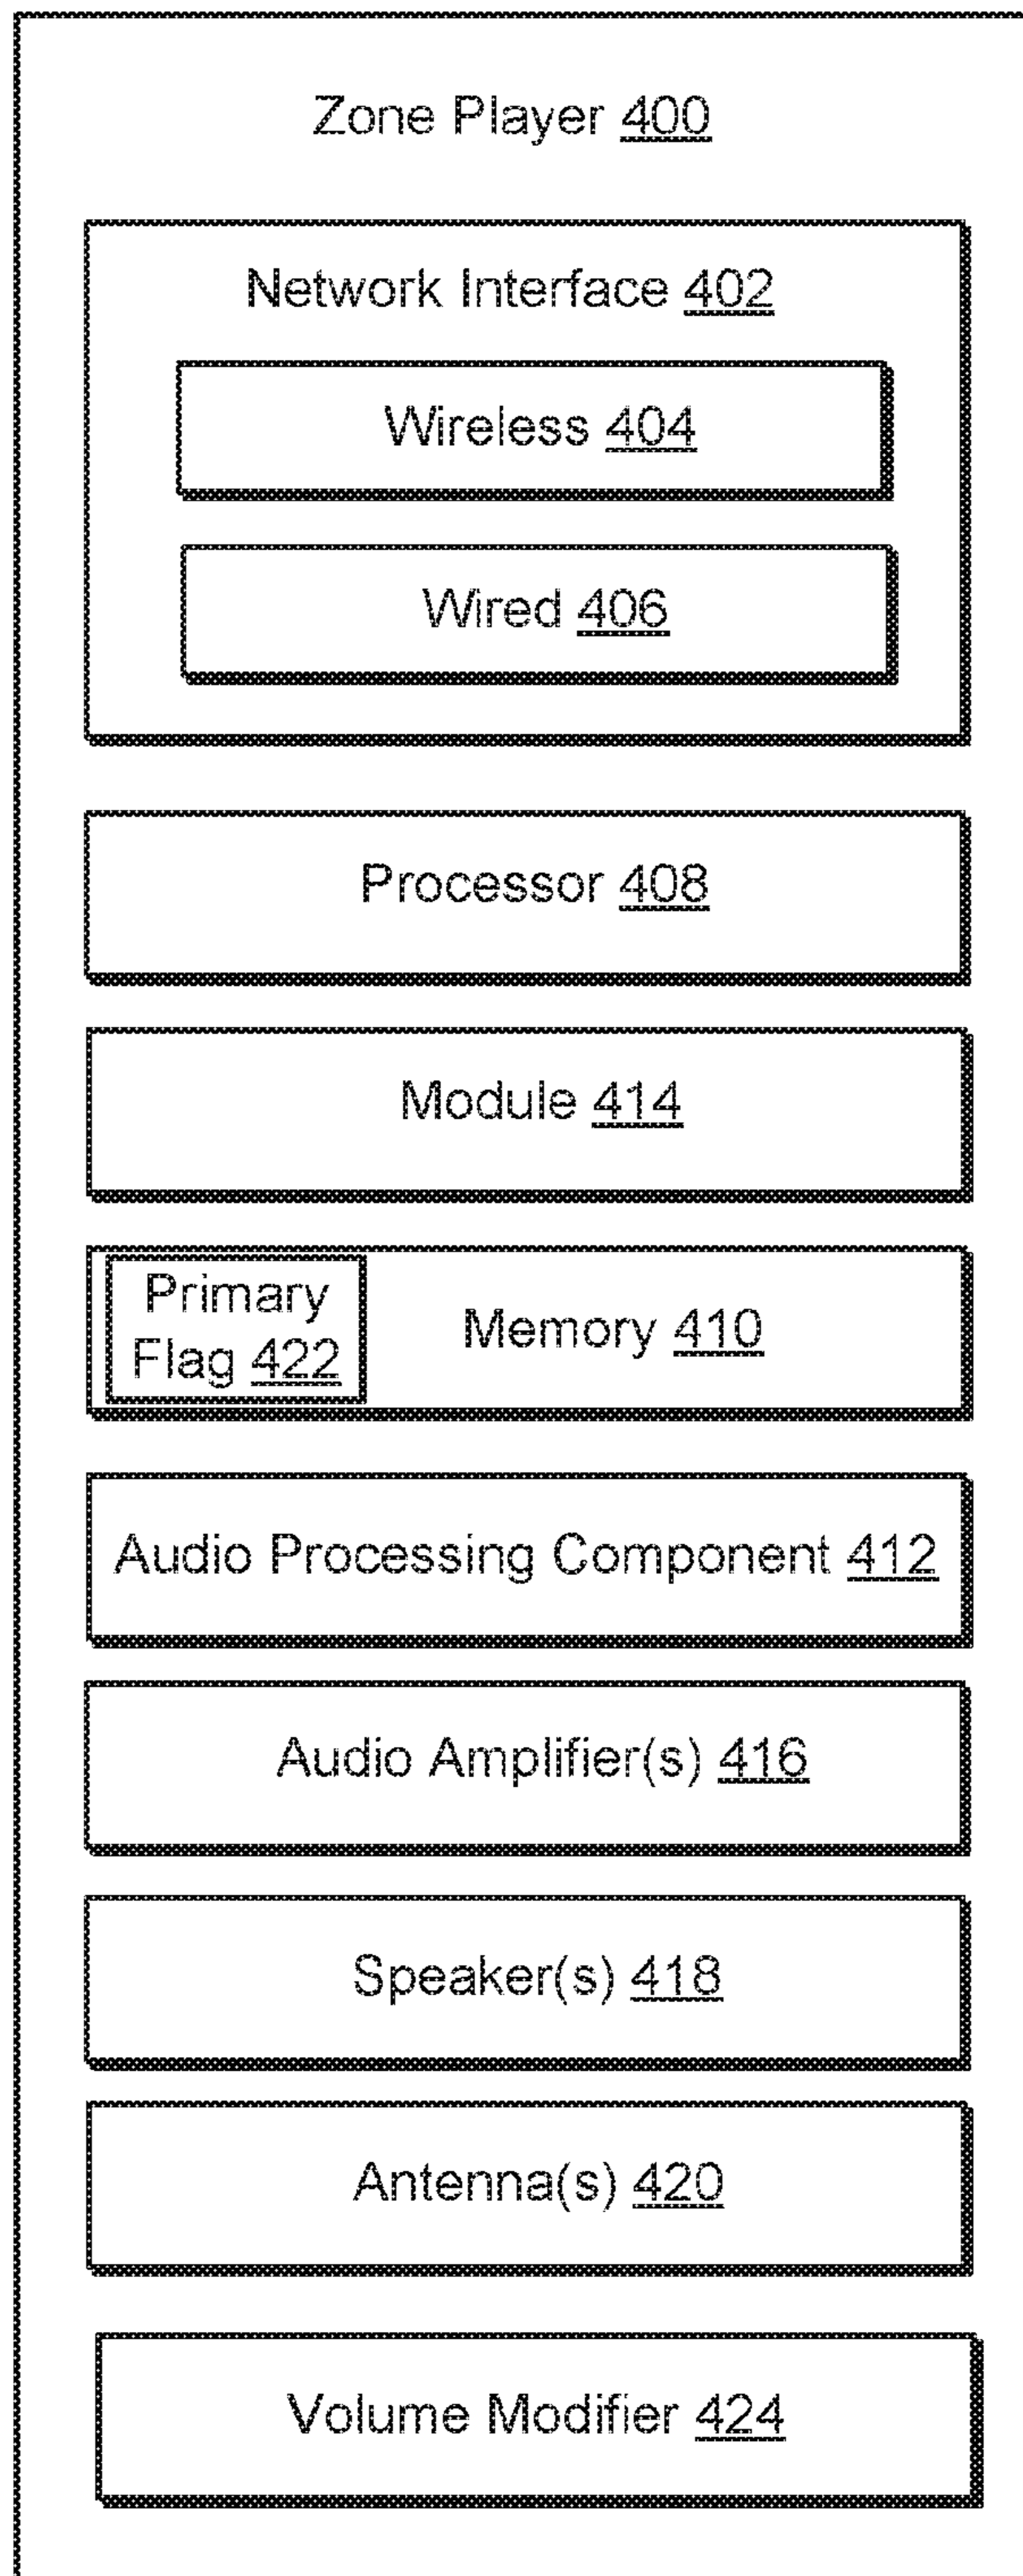 Zone Player 400
Network Interface 402
Wireless 404
Wired 406
Processor 408
Module 414
Primary
Flag 422
Memory 410
Audio Processing Component 412
Audio Amplifier(s) 416
Speaker(s) 418
Antenna(s) 420
Volume Modifier 424